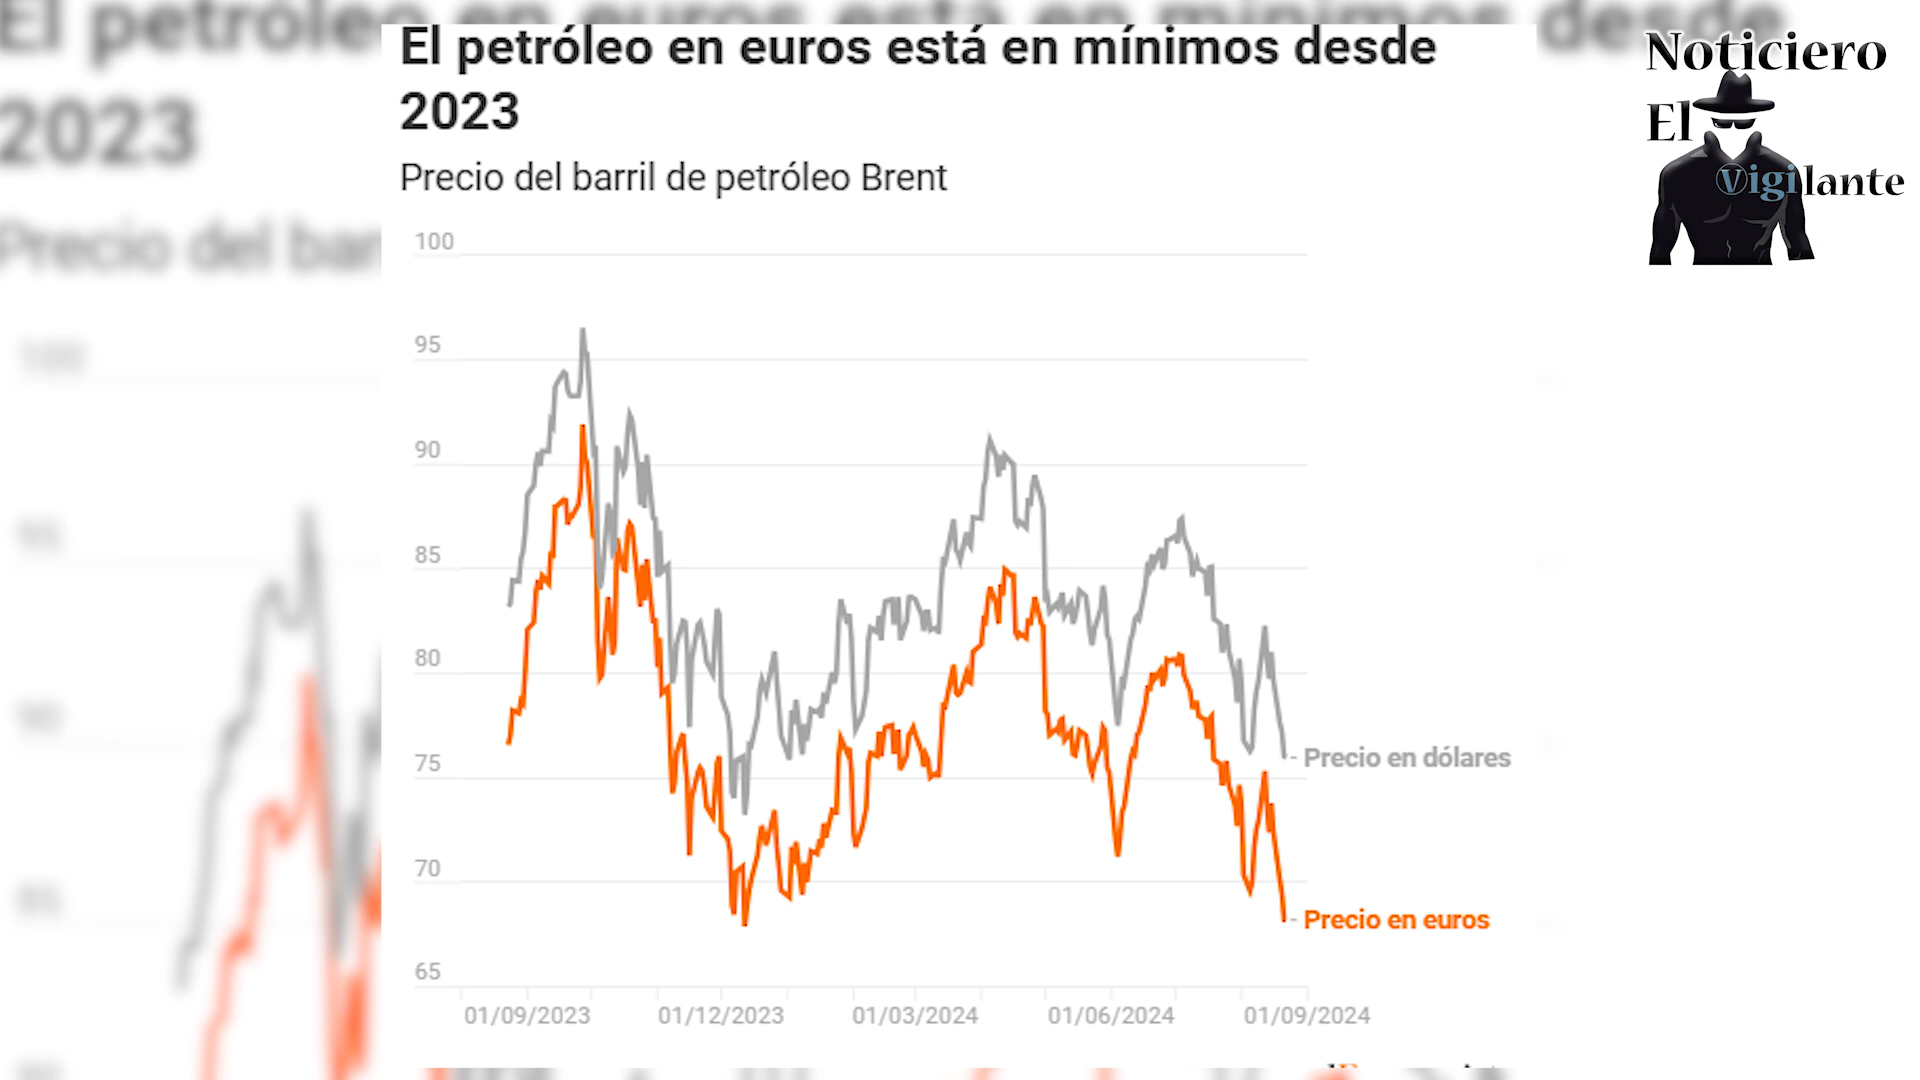 El petróleo en euros está en mínimos desde
2023
Precio del barril de petróleo Brent
100
95
90
85
80
75
70
65
Precio en dólares
Precio en euros
01/09/2023 01/12/2023 01/03/2024 01/06/2024 01/09/2024
Noticiero
El
Vigilante